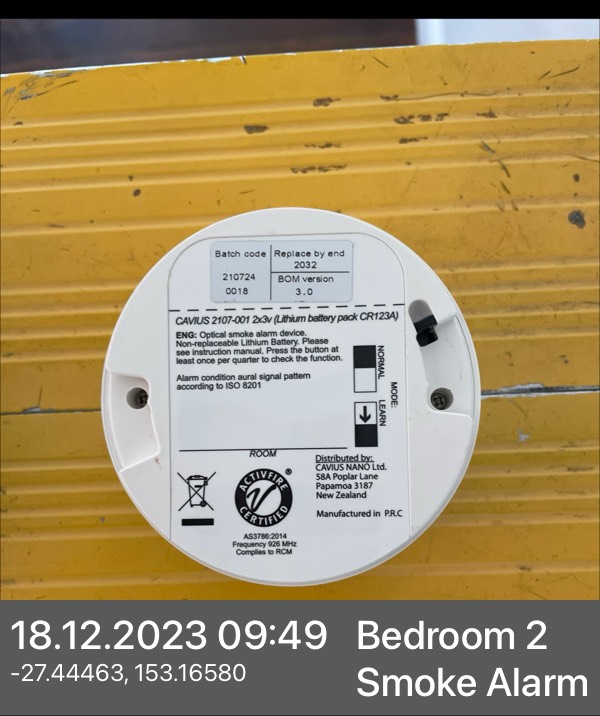 Batch code
210724
0018
Replace by end
2032
BOM version
3.0
CAVIUS 2107-001 2x3v (Lithium battery pack CR123A)
ENG: Optical smoke alarm device.
Non-replaceable Lithium Battery. Please
see instruction manual. Press the button at
least once per quarter to check the function.
Alarm condition aural signal pattern
according to ISO 8201
NORMAL
MODE:
LEARN
ROOM
ACTIVFIRE
®
CERTIFIED
AS3786:2014
Frequency 926 MHz
Complies to RCM
Distributed by:
CAVIUS NANO Ltd.
58A Poplar Lane
Papamoa 3187
New Zealand
Manufactured in P.R.C
18.12.2023 09:49
-27.44463, 153.16580
Bedroom 2
Smoke Alarm